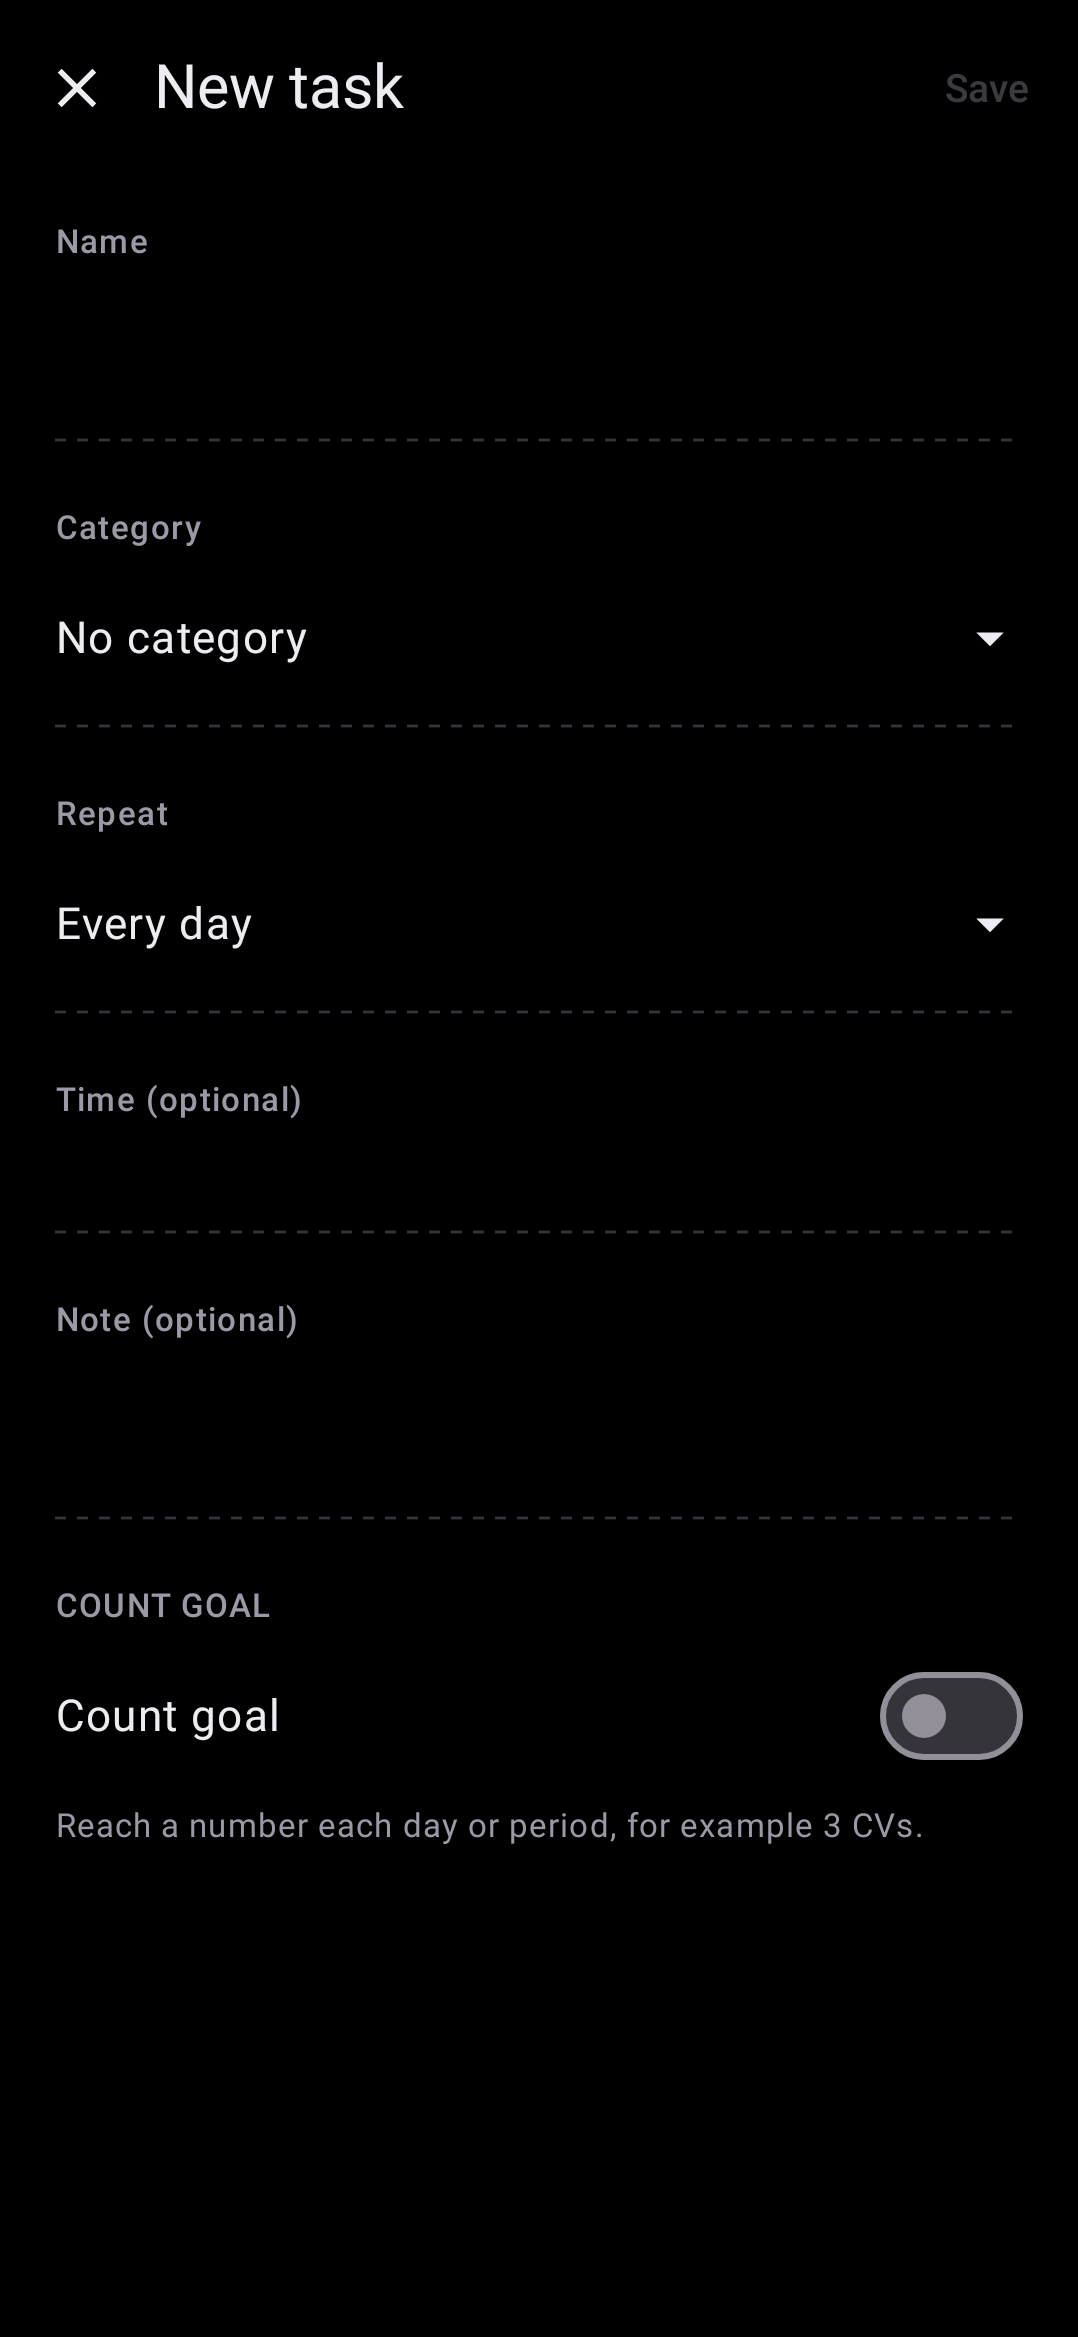 New task
Save
Name
Category
No category
Repeat
Every day
Time (optional)
Note (optional)
COUNT GOAL
Count goal
Reach a number each day or period, for example 3 CVs.